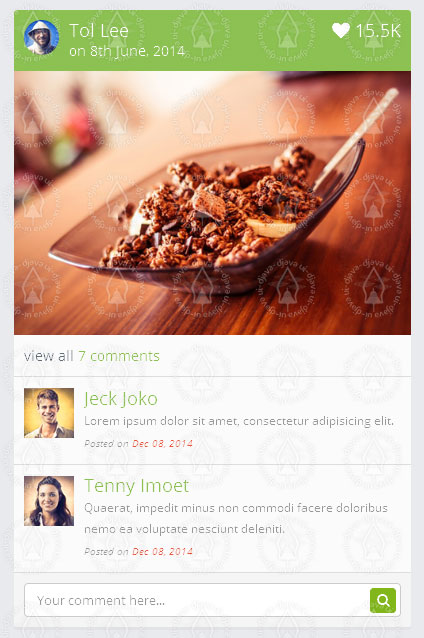 Tol Lee
15.5K
on 8th June, 2014
view all 7 comments
Jeck Joko
Lorem ipsum dolor sit amet, consectetur adipisicing elit.
Posted on Dec 08, 2014
Tenny Imoet
Quaerat, impedit minus non commodi facere doloribus
nemo ea voluptate nesciunt deleniti.
Posted on Dec 08, 2014
Your comment here...